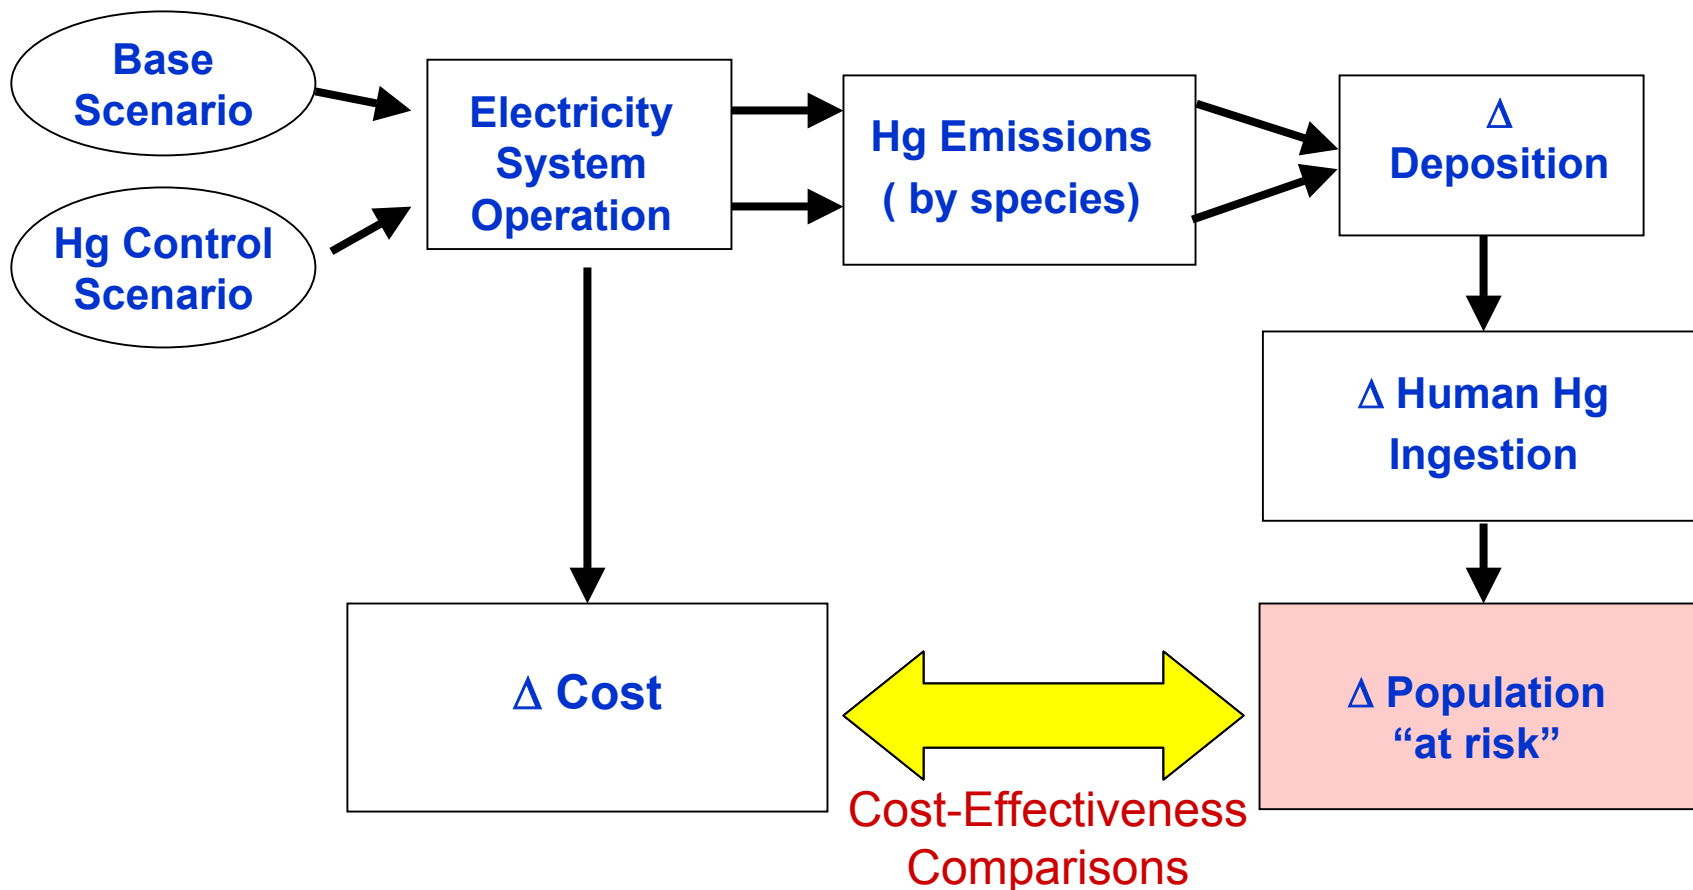 Base
Scenario
Hg Control
Scenario
Electricity
System
Operation
Hg Emissions
( by species)
Δ
Deposition
Δ Human Hg
Ingestion
Δ Cost
Δ Population
“at risk”
Cost-Effectiveness
Comparisons